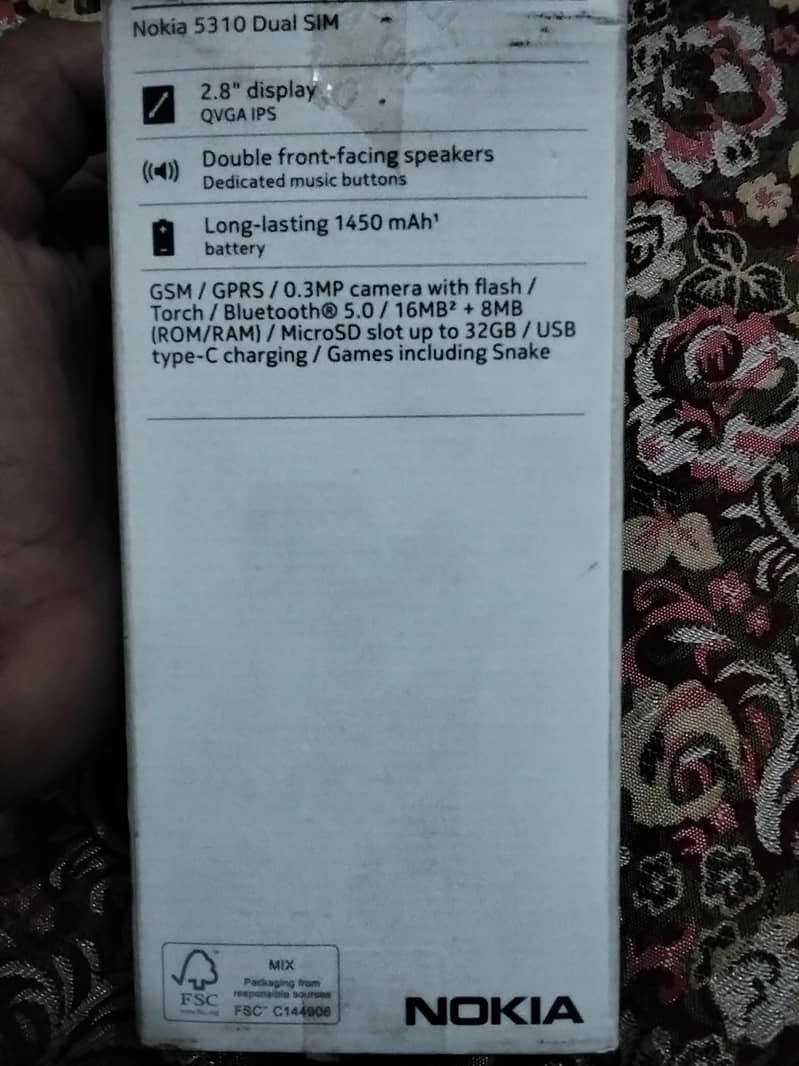 Nokia 5310 Dual SIM
2.8" display
QVGA IPS
Double front-facing speakers
Dedicated music buttons
Long-lasting 1450 mAh¹
battery
GSM / GPRS / 0.3MP camera with flash /
Torch / Bluetooth® 5.0 / 16MB² + 8MB
(ROM/RAM) / MicroSD slot up to 32GB / USB
type-C charging / Games including Snake
MIX
Packaging from
responsible sources
FSC
FSC™ C144906
NOKIA